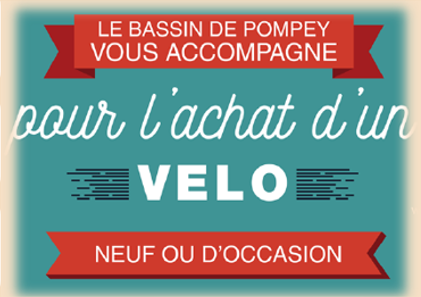 LE BASSIN DE POMPEY
VOUS ACCOMPAGNE
pour l'achat d'un
VELO
NEUF OU D'OCCASION